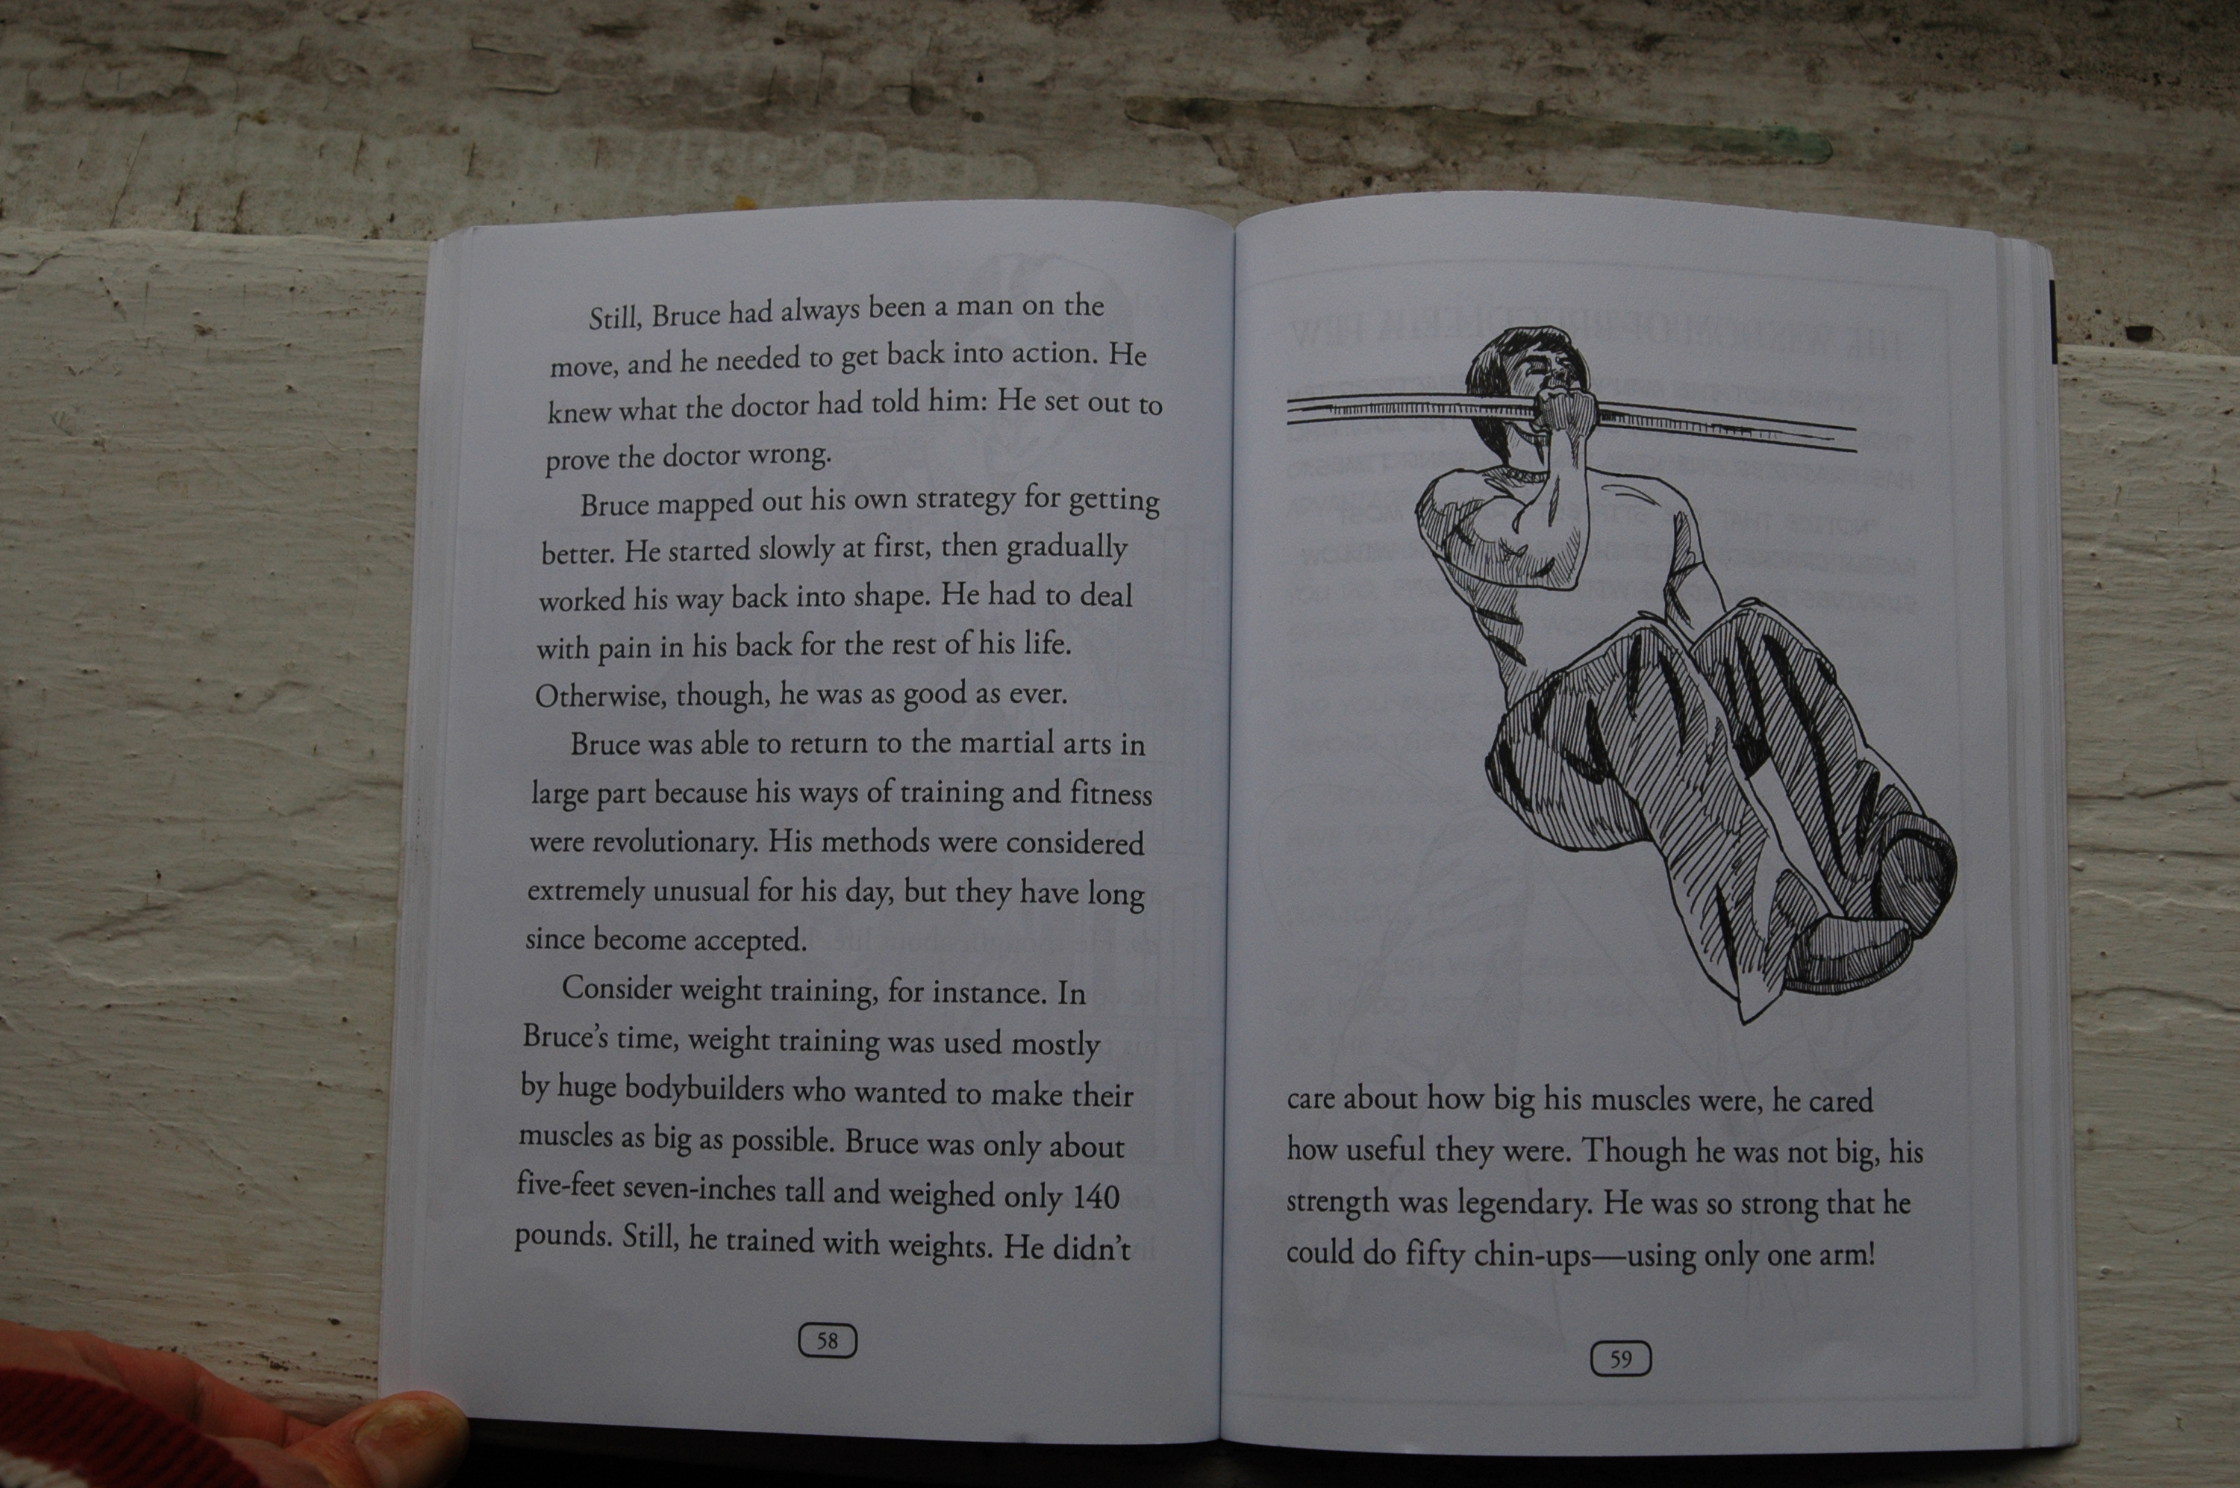 Still, Bruce had always been a man on the
move, and he needed to get back into action. He
knew what the doctor had told him: He set out to
prove the doctor wrong.
Bruce mapped out his own strategy for getting
better. He started slowly at first, then gradually
worked his way back into shape. He had to deal
with pain in his back for the rest of his life.
Otherwise, though, he was as good as ever.
Bruce was able to return to the martial arts in
large part because his ways of training and fitness
were revolutionary. His methods were considered
extremely unusual for his day, but they have long
since become accepted.
Consider weight training, for instance. In
Bruce's time, weight training was used mostly
by huge bodybuilders who wanted to make their
muscles as big as possible. Bruce was only about
five-feet seven-inches tall and weighed only 140
pounds. Still, he trained with weights. He didn't
58
care about how big his muscles were, he cared
how useful they were. Though he was not big, his
strength was legendary. He was so strong that he
could do fifty chin-ups—using only one arm!
59